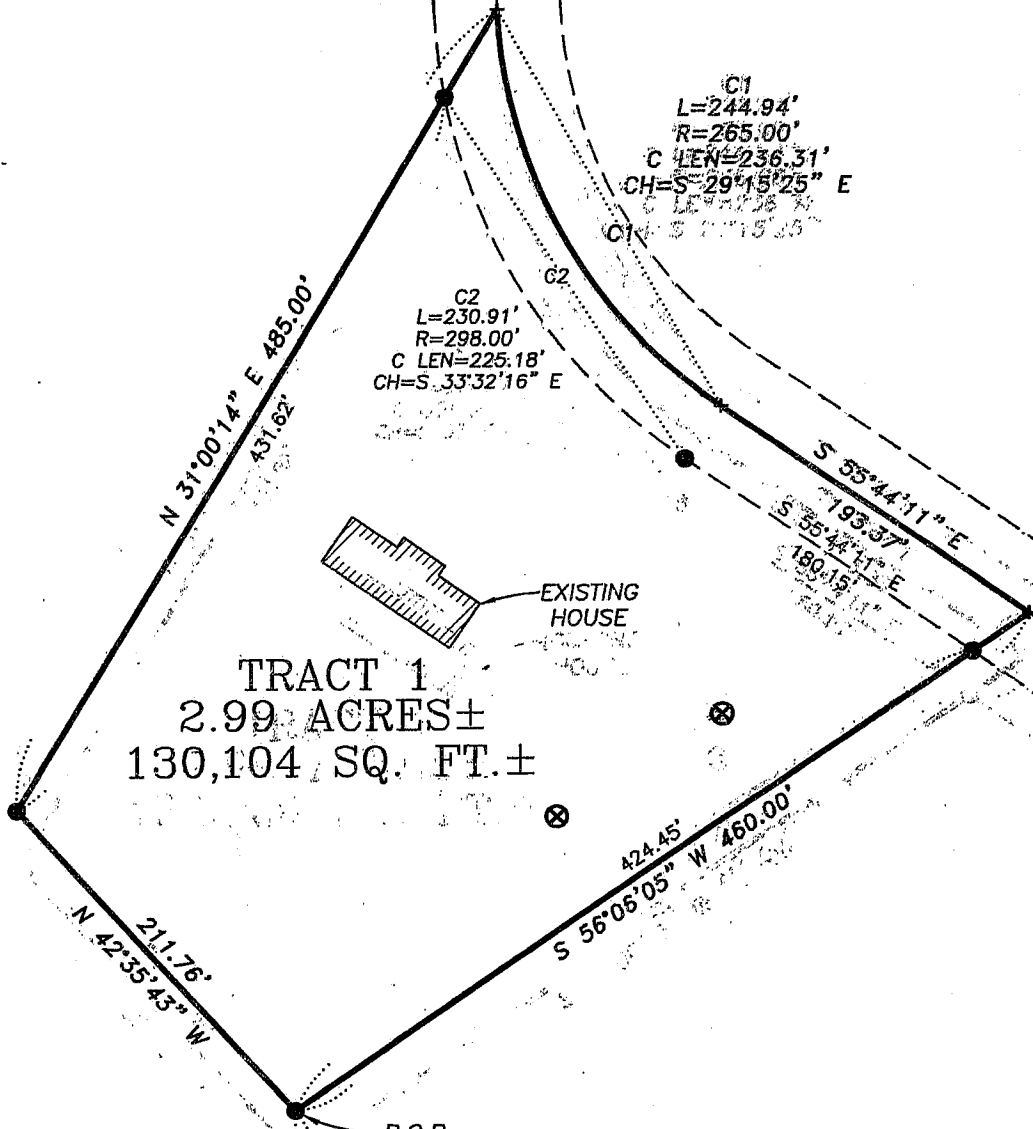 C1
L=244.94'
R=265.00'
C LEN=236.31'
CH=S 29°15'25" E
C1
C2
C2
L=230.91'
R=298.00'
C LEN=225.18'
CH=S 33°32'16" E
N 31°00'14" E 485.00'
431.62'
S 55°44'11" E
193.37'
S 55°44'11" E
180.15'
EXISTING
HOUSE
TRACT 1
2.99 ACRES±
130,104 SQ. FT.±
424.45'
S 56°06'05" W 460.00'
211.76'
N 42°35'43" W